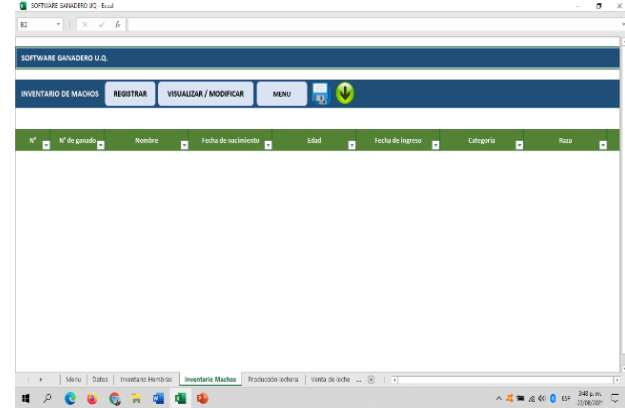 SOFTWARE GANADERO UQ - Excel
B2
SOFTWARE GANADERO U.Q.
INVENTARIO DE MACHOS REGISTRAR VISUALIZAR / MODIFICAR MENU
N° N° de ganado Nombre Fecha de nacimiento Edad Fecha de ingreso Categoria Raza
Menu Datos Inventario Hembras Inventario Machos Producción lechera Venta de leche ...
ESP 3:48 p. m.